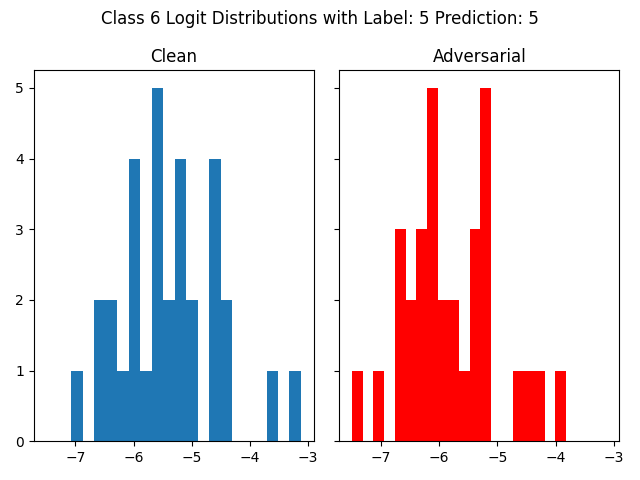 Class 6 Logit Distributions with Label: 5 Prediction: 5
Clean
Adversarial
5
4
3
2
1
0
−7 −6 −5 −4 −3
−7 −6 −5 −4 −3